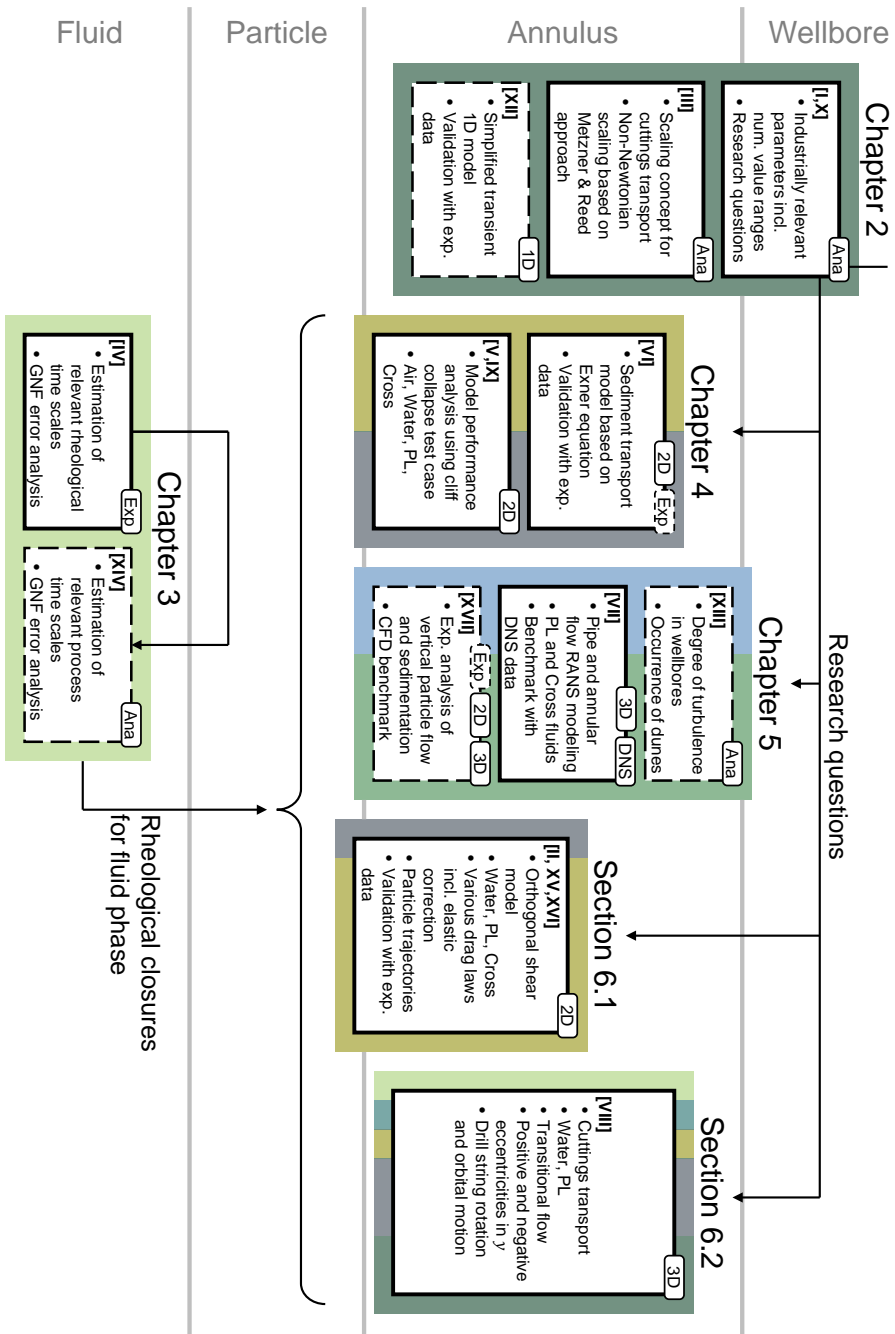 Wellbore
Annulus
Particle
Fluid
Chapter 2
[I,X]
• Industrially relevant
parameters incl.
num. value ranges
• Research questions
Ana
[III]
• Scaling concept for
cuttings transport
• Non-Newtonian
scaling based on
Metzner & Reed
approach
Ana
[XII]
• Simplified transient
1D model
• Validation with exp.
data
1D
Research questions
Chapter 4
[VI]
• Sediment transport
model based on
Exner equation
• Validation with exp.
data
2D
Exp
[V,IX]
• Model performance
analysis using cliff
collapse test case
• Air, Water, PL,
Cross
2D
Chapter 5
[XIII]
• Degree of turbulence
in wellbores
• Occurrence of dunes
Ana
[VII]
• Pipe and annular
flow RANS modeling
• PL and Cross fluids
• Benchmark with
DNS data
3D
DNS
[XVII]
• Exp. analysis of
vertical particle flow
and sedimentation
• CFD benchmark
Exp
2D
3D
Section 6.1
[II, XV,XVI]
• Orthogonal shear
model
• Water, PL, Cross
• Various drag laws
incl. elastic
correction
• Particle trajectories
• Validation with exp.
data
2D
Section 6.2
[VIII]
• Cuttings transport
• Water, PL
• Transitional flow
• Positive and negative
eccentricities in y
• Drill string rotation
and orbital motion
3D
Chapter 3
[IV]
• Estimation of
relevant rheological
time scales
• GNF error analysis
Exp
[XIV]
• Estimation of
relevant process
time scales
• GNF error analysis
Ana
Rheological closures
for fluid phase